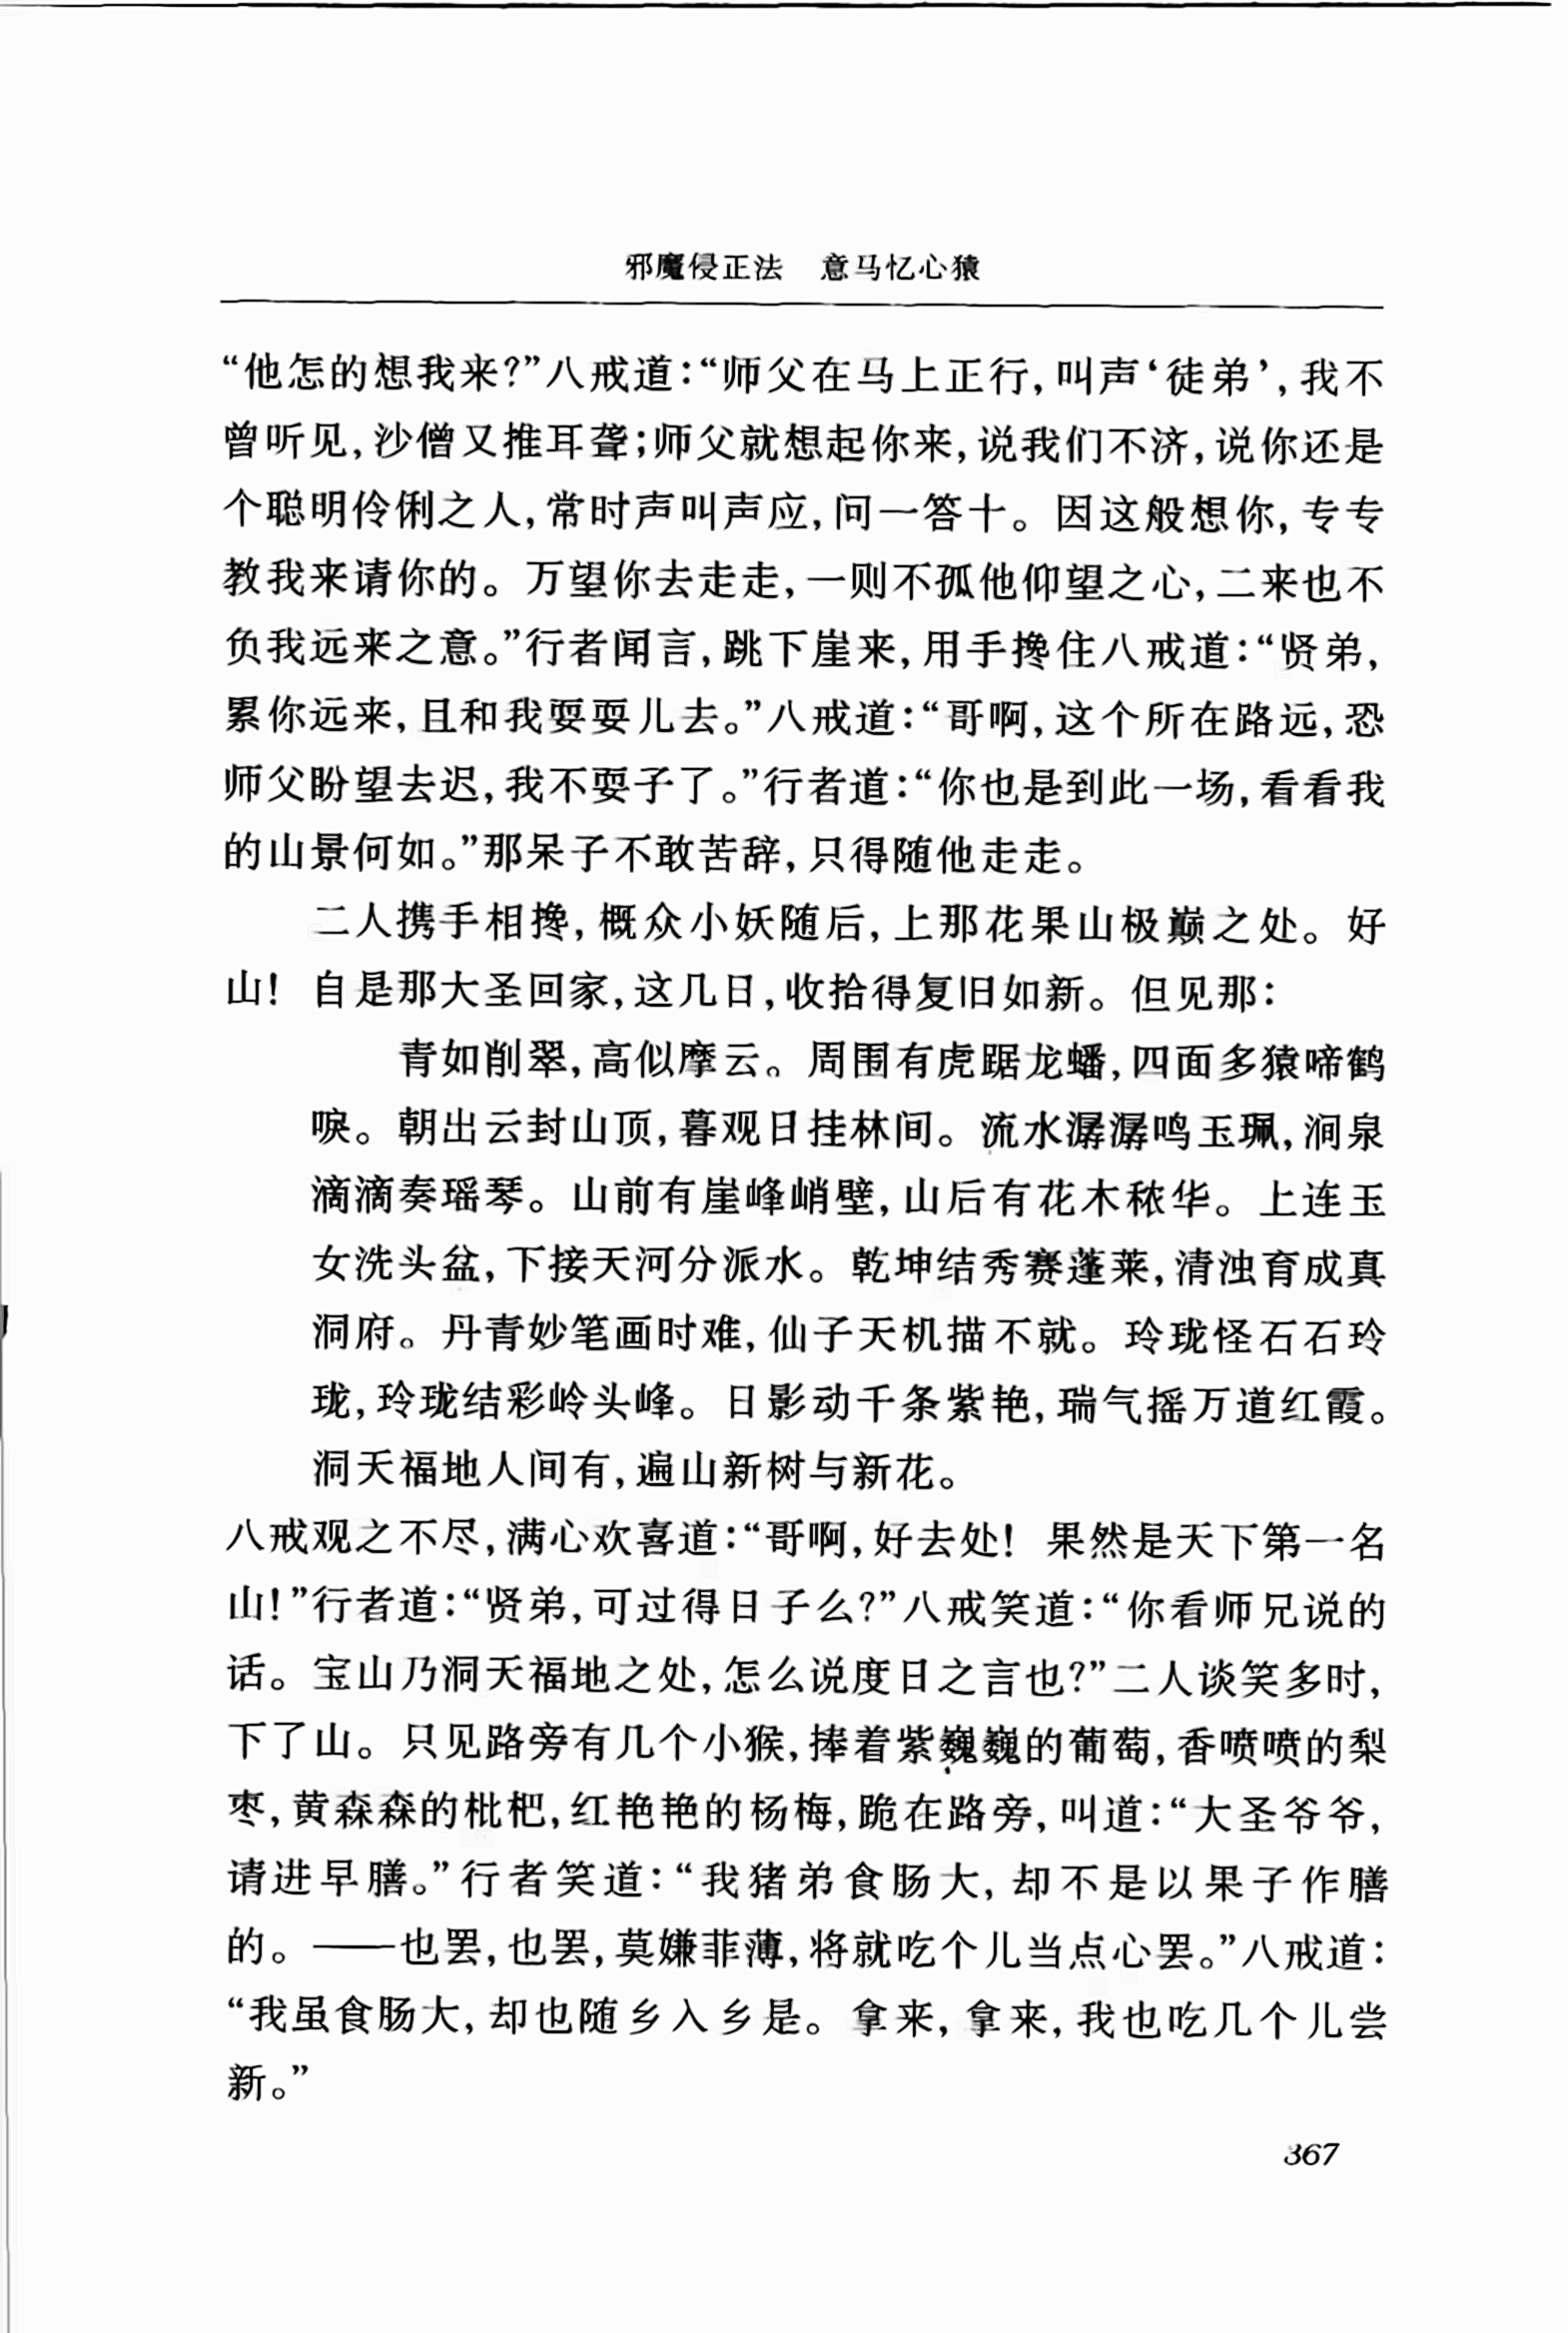 邪魔侵正法　意马忆心猿
“他怎的想我来?”八戒道:“师父在马上正行,叫声‘徒弟’,我不
曾听见,沙僧又推耳聋;师父就想起你来,说我们不济,说你还是
个聪明伶俐之人,常时声叫声应,问一答十。因这般想你,专专
教我来请你的。万望你去走走,一则不孤他仰望之心,二来也不
负我远来之意。”行者闻言,跳下崖来,用手搀住八戒道:“贤弟,
累你远来,且和我耍耍儿去。”八戒道:“哥啊,这个所在路远,恐
师父盼望去迟,我不耍子了。”行者道:“你也是到此一场,看看我
的山景何如。”那呆子不敢苦辞,只得随他走走。
二人携手相搀,概众小妖随后,上那花果山极巅之处。好
山! 自是那大圣回家,这几日,收拾得复旧如新。但见那:
青如削翠,高似摩云。周围有虎踞龙蟠,四面多猿啼鹤
唳。朝出云封山顶,暮观日挂林间。流水潺潺鸣玉珮,涧泉
滴滴奏瑶琴。山前有崖峰峭壁,山后有花木秾华。上连玉
女洗头盆,下接天河分派水。乾坤结秀赛蓬莱,清浊育成真
洞府。丹青妙笔画时难,仙子天机描不就。玲珑怪石石玲
珑,玲珑结彩岭头峰。日影动千条紫艳,瑞气摇万道红霞。
洞天福地人间有,遍山新树与新花。
八戒观之不尽,满心欢喜道:“哥啊,好去处! 果然是天下第一名
山!”行者道:“贤弟,可过得日子么?”八戒笑道:“你看师兄说的
话。宝山乃洞天福地之处,怎么说度日之言也?”二人谈笑多时,
下了山。只见路旁有几个小猴,捧着紫巍巍的葡萄,香喷喷的梨
枣,黄森森的枇杷,红艳艳的杨梅,跪在路旁,叫道:“大圣爷爷,
请进早膳。”行者笑道:“我猪弟食肠大,却不是以果子作膳
的。——也罢,也罢,莫嫌菲薄,将就吃个儿当点心罢。”八戒道:
“我虽食肠大,却也随乡入乡是。拿来,拿来,我也吃几个儿尝
新。”
367